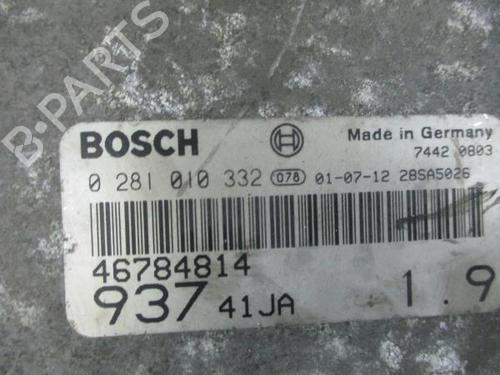 B-PARTS
BOSCH
Made in Germany
7442 0803
0 281 010 332 078 01-07-12 28SA5026
46784814
937 41JA 1.9